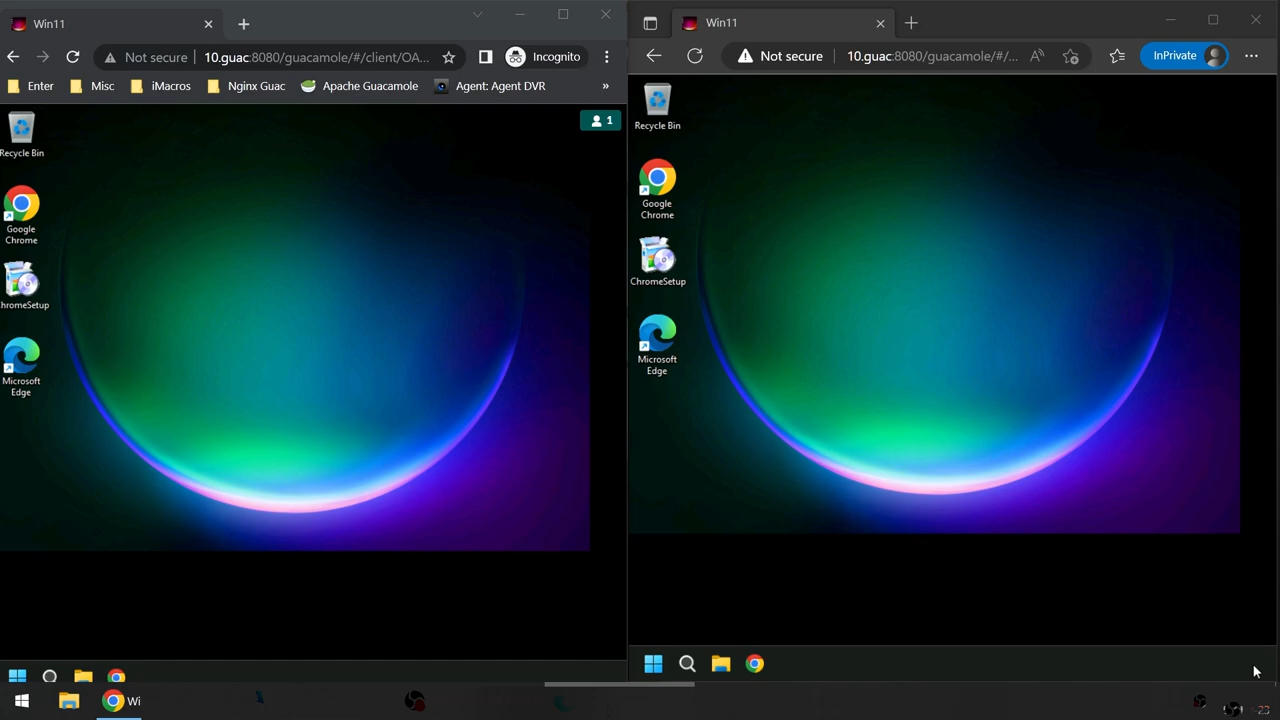 Win11
Not secure
10.guac:8080/guacamole/#/client/OA...
Incognito
Enter
Misc
iMacros
Nginx Guac
Apache Guacamole
Agent: Agent DVR
»
1
Recycle Bin
Google
Chrome
hromeSetup
Microsoft
Edge
Wi
Win11
Not secure
10.guac:8080/guacamole/#/...
InPrivate
Recycle Bin
Google
Chrome
ChromeSetup
Microsoft
Edge